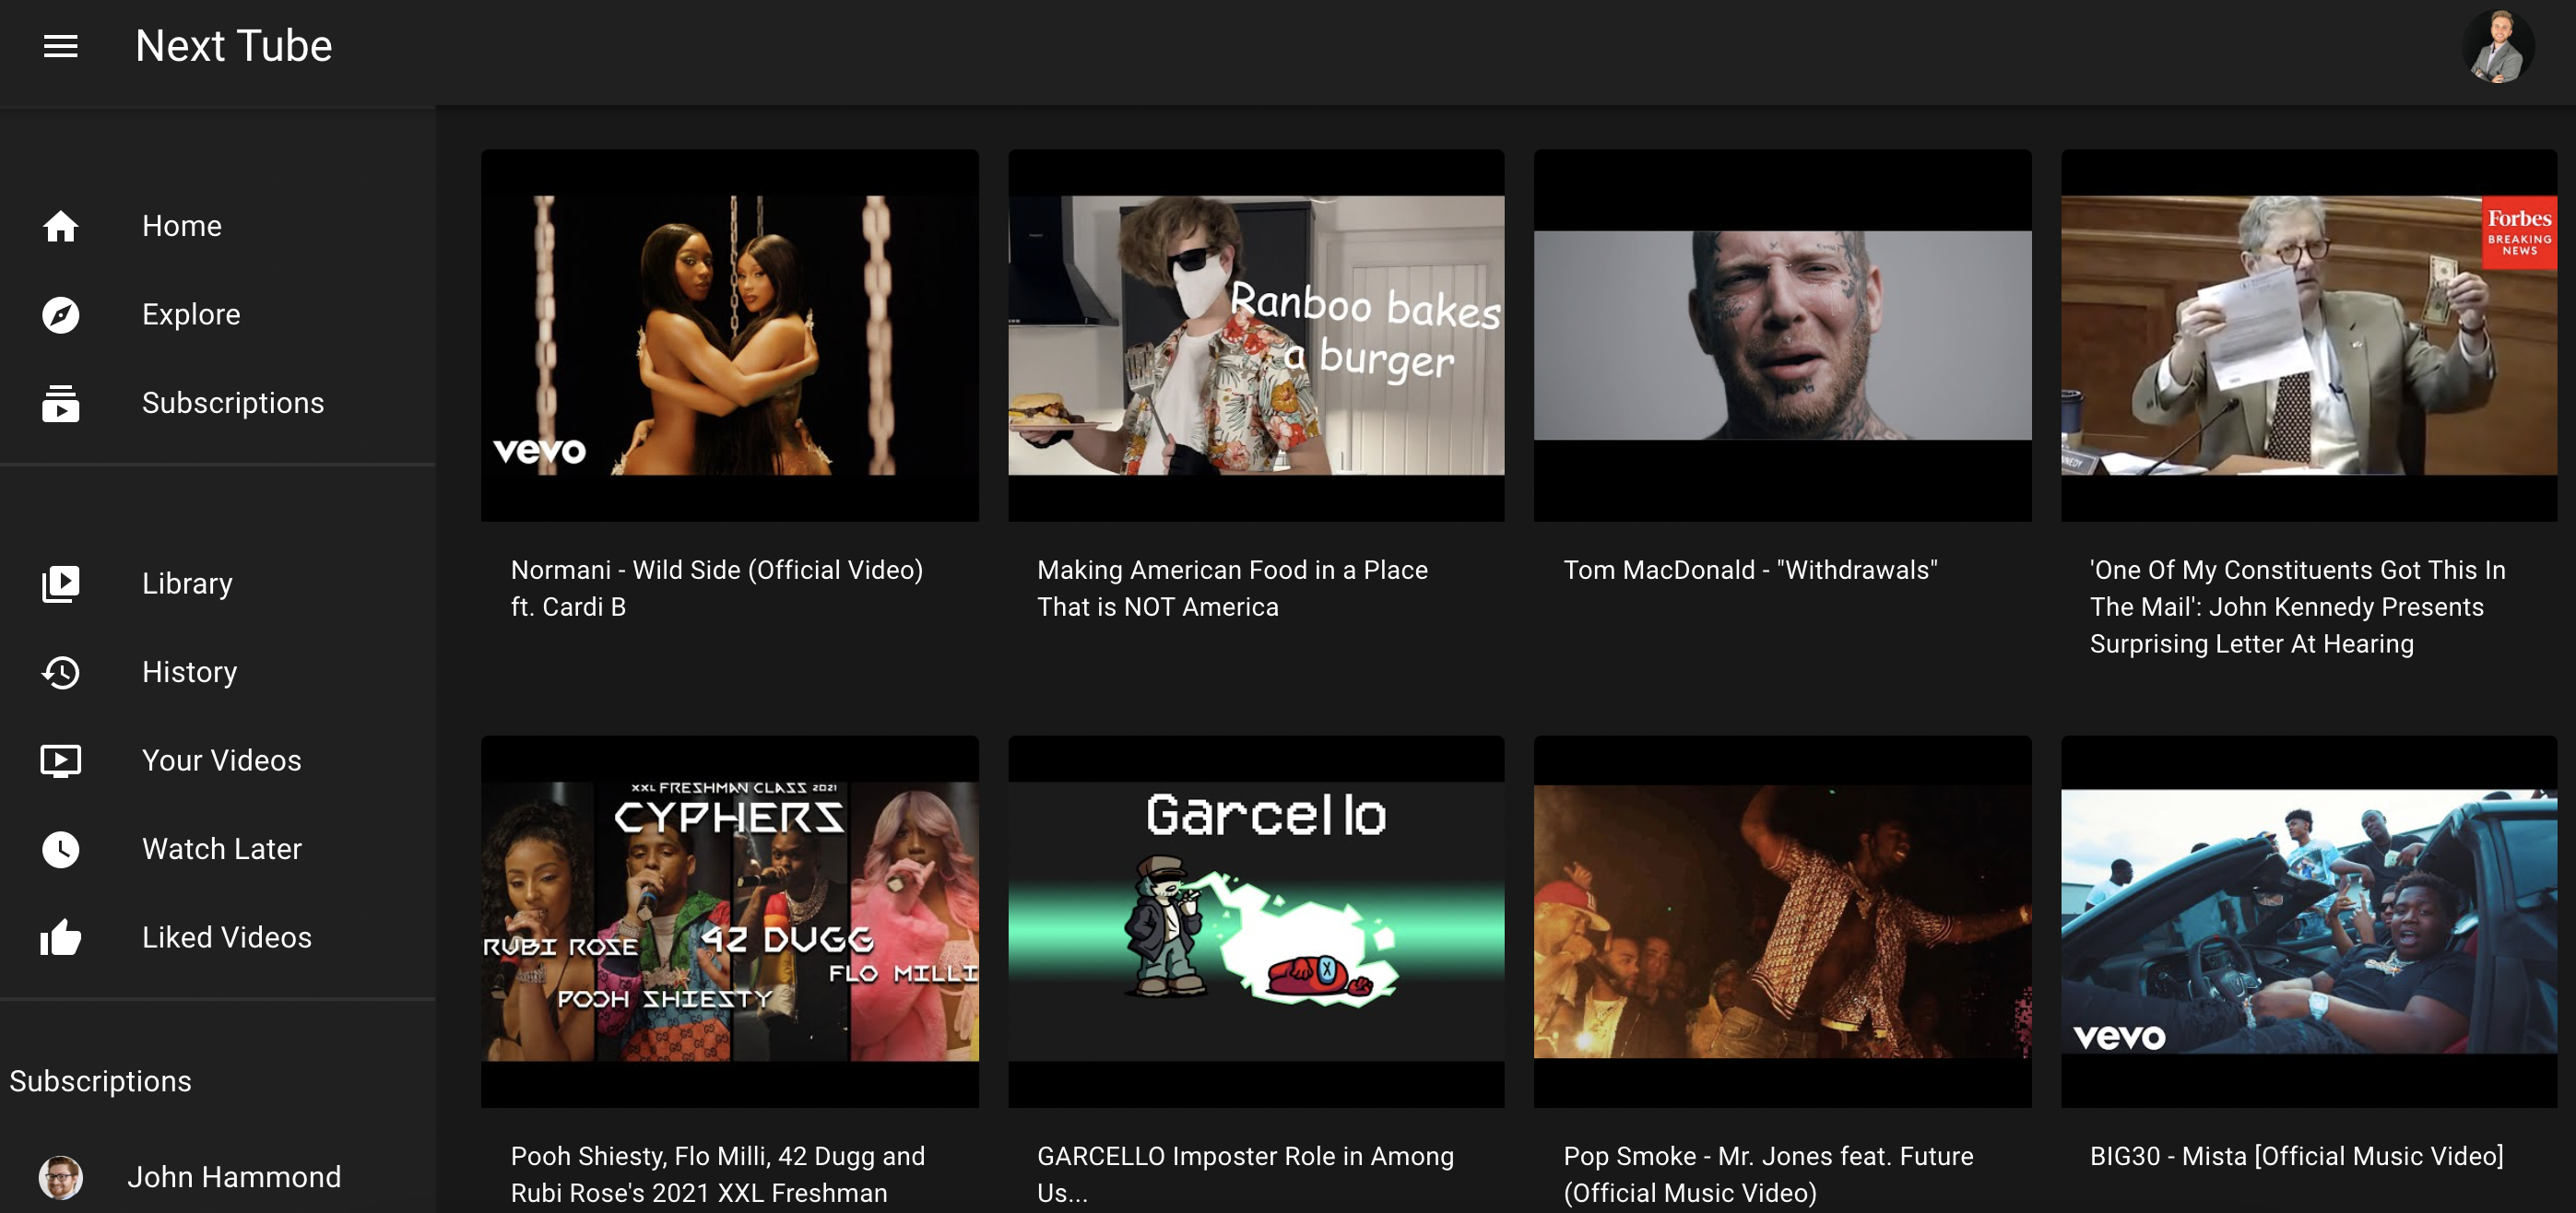 Next Tube
Home
Explore
Subscriptions
Library
History
Your Videos
Watch Later
Liked Videos
Subscriptions
John Hammond
vevo
Normani - Wild Side (Official Video)
ft. Cardi B
Ranboo bakes
a burger
Making American Food in a Place
That is NOT America
Tom MacDonald - "Withdrawals"
Forbes
BREAKING
NEWS
'One Of My Constituents Got This In
The Mail': John Kennedy Presents
Surprising Letter At Hearing
XXL FRESHMAN CLASS 2021
CYPHERS
RUBI ROSE
42 DUGG
FLO MILLI
POOH SHIESTY
Pooh Shiesty, Flo Milli, 42 Dugg and
Rubi Rose's 2021 XXL Freshman
Garcello
GARCELLO Imposter Role in Among
Us...
Pop Smoke - Mr. Jones feat. Future
(Official Music Video)
vevo
BIG30 - Mista [Official Music Video]